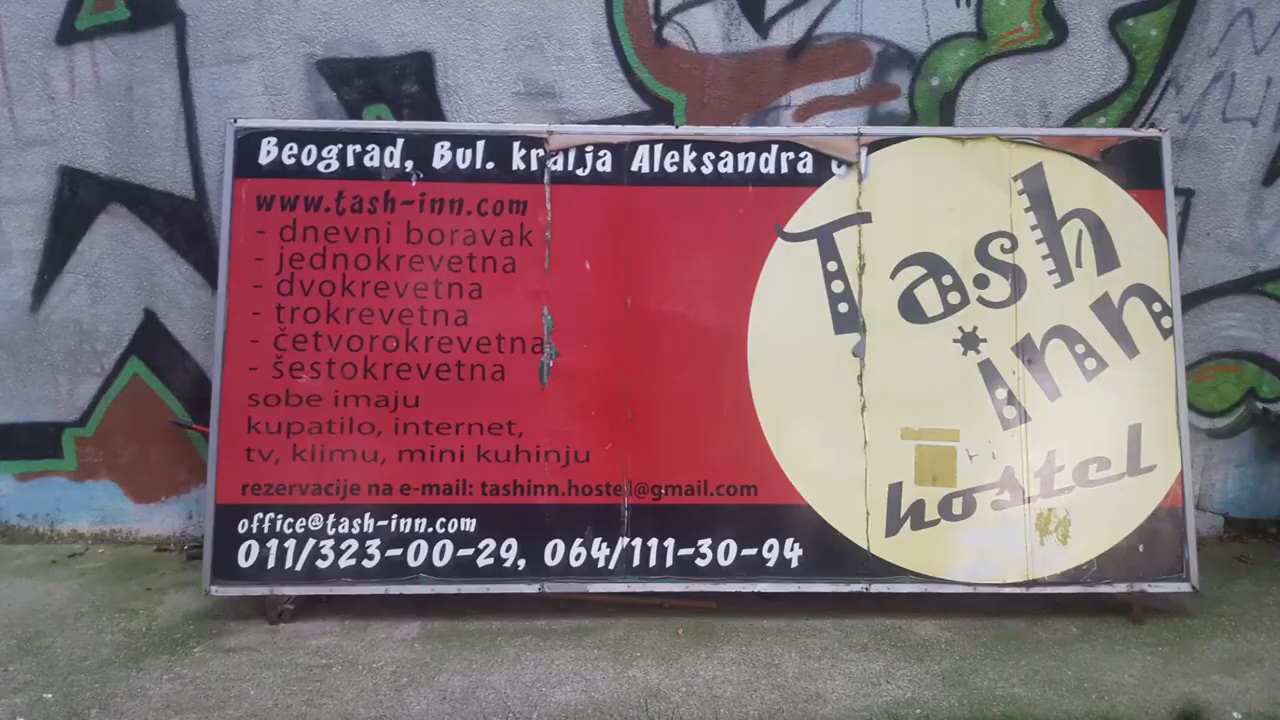 Beograd, Bul. kralja Aleksandra
www.tash-inn.com
- dnevni boravak
- jednokrevetna
- dvokrevetna
- trokrevetna
- četvorokrevetna
- šestokrevetna
sobe imaju
kupatilo, internet,
tv, klimu, mini kuhinju
rezervacije na e-mail: tashinn.hostel@gmail.com
office@tash-inn.com
011/323-00-29, 064/111-30-94
Tash
inn
hostel